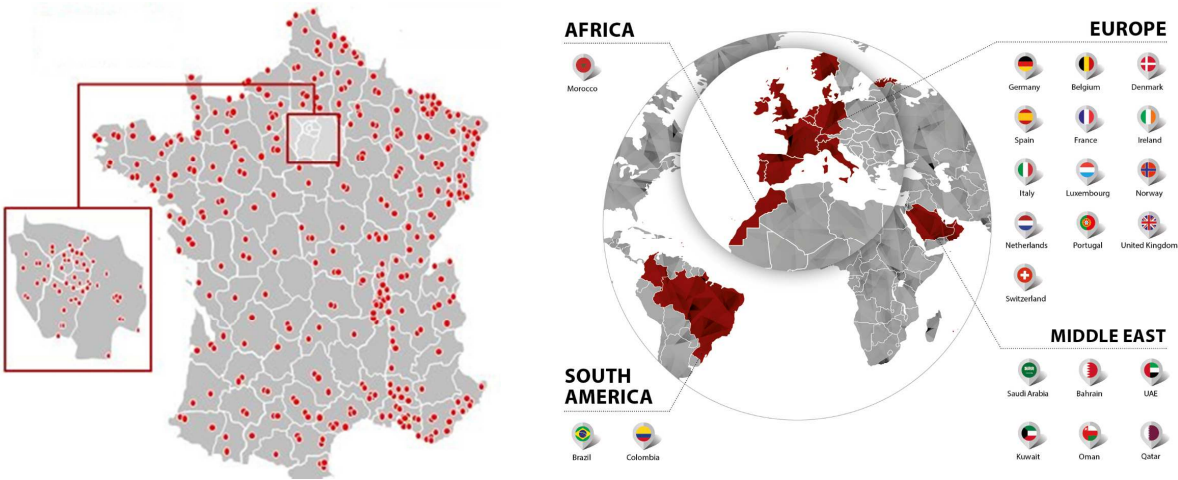 AFRICA
Morocco
EUROPE
Germany Belgium Denmark
Spain France Ireland
Italy Luxembourg Norway
Netherlands Portugal United Kingdom
Switzerland
MIDDLE EAST
Saudi Arabia Bahrain UAE
Kuwait Oman Qatar
SOUTH
AMERICA
Brazil Colombia